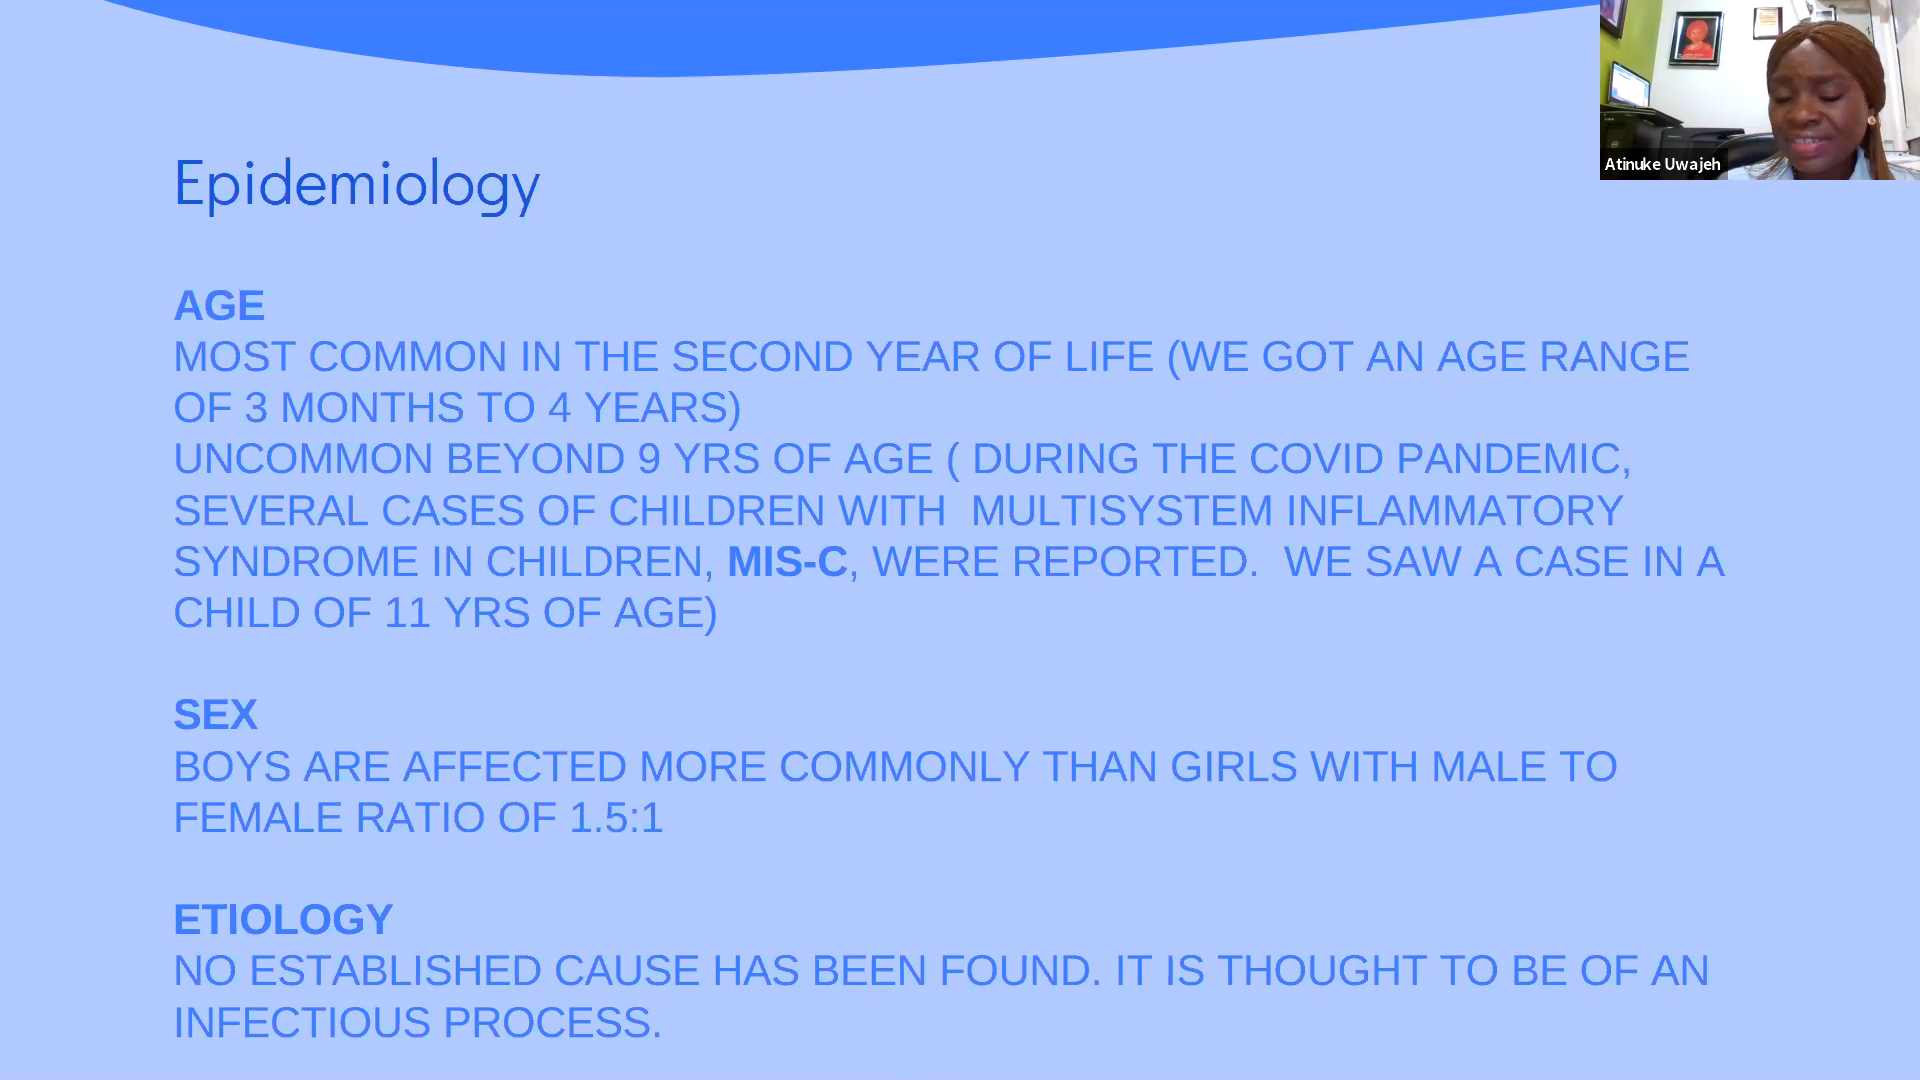 Epidemiology
AGE
MOST COMMON IN THE SECOND YEAR OF LIFE (WE GOT AN AGE RANGE
OF 3 MONTHS TO 4 YEARS)
UNCOMMON BEYOND 9 YRS OF AGE ( DURING THE COVID PANDEMIC,
SEVERAL CASES OF CHILDREN WITH  MULTISYSTEM INFLAMMATORY
SYNDROME IN CHILDREN, MIS-C, WERE REPORTED.  WE SAW A CASE IN A
CHILD OF 11 YRS OF AGE)
SEX
BOYS ARE AFFECTED MORE COMMONLY THAN GIRLS WITH MALE TO
FEMALE RATIO OF 1.5:1
ETIOLOGY
NO ESTABLISHED CAUSE HAS BEEN FOUND. IT IS THOUGHT TO BE OF AN
INFECTIOUS PROCESS.
Atinuke Uwajeh